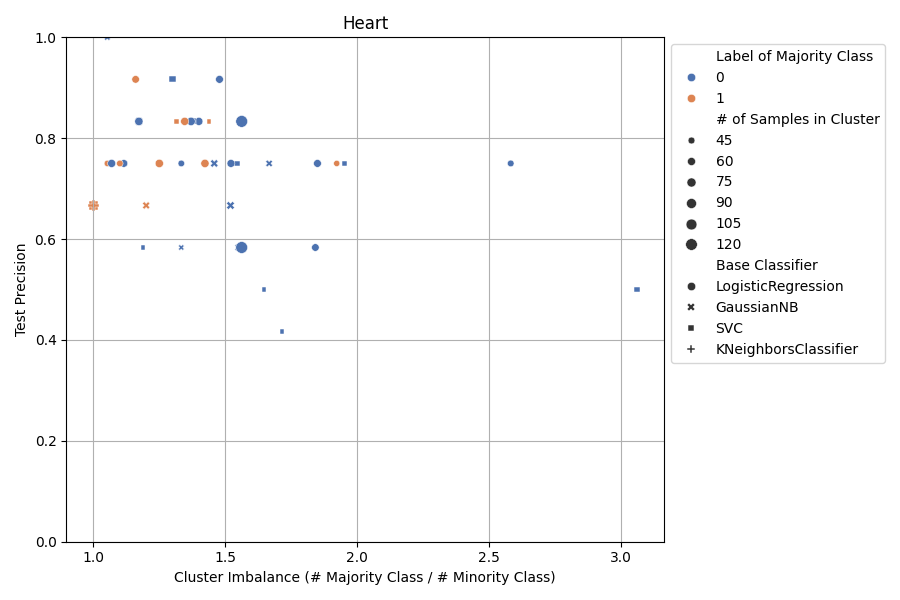 Heart
1.0
0.8
0.6
0.4
0.2
0.0
Test Precision
1.0
1.5
2.0
2.5
3.0
Cluster Imbalance (# Majority Class / # Minority Class)
Label of Majority Class
0
1
# of Samples in Cluster
45
60
75
90
105
120
Base Classifier
LogisticRegression
GaussianNB
SVC
KNeighborsClassifier